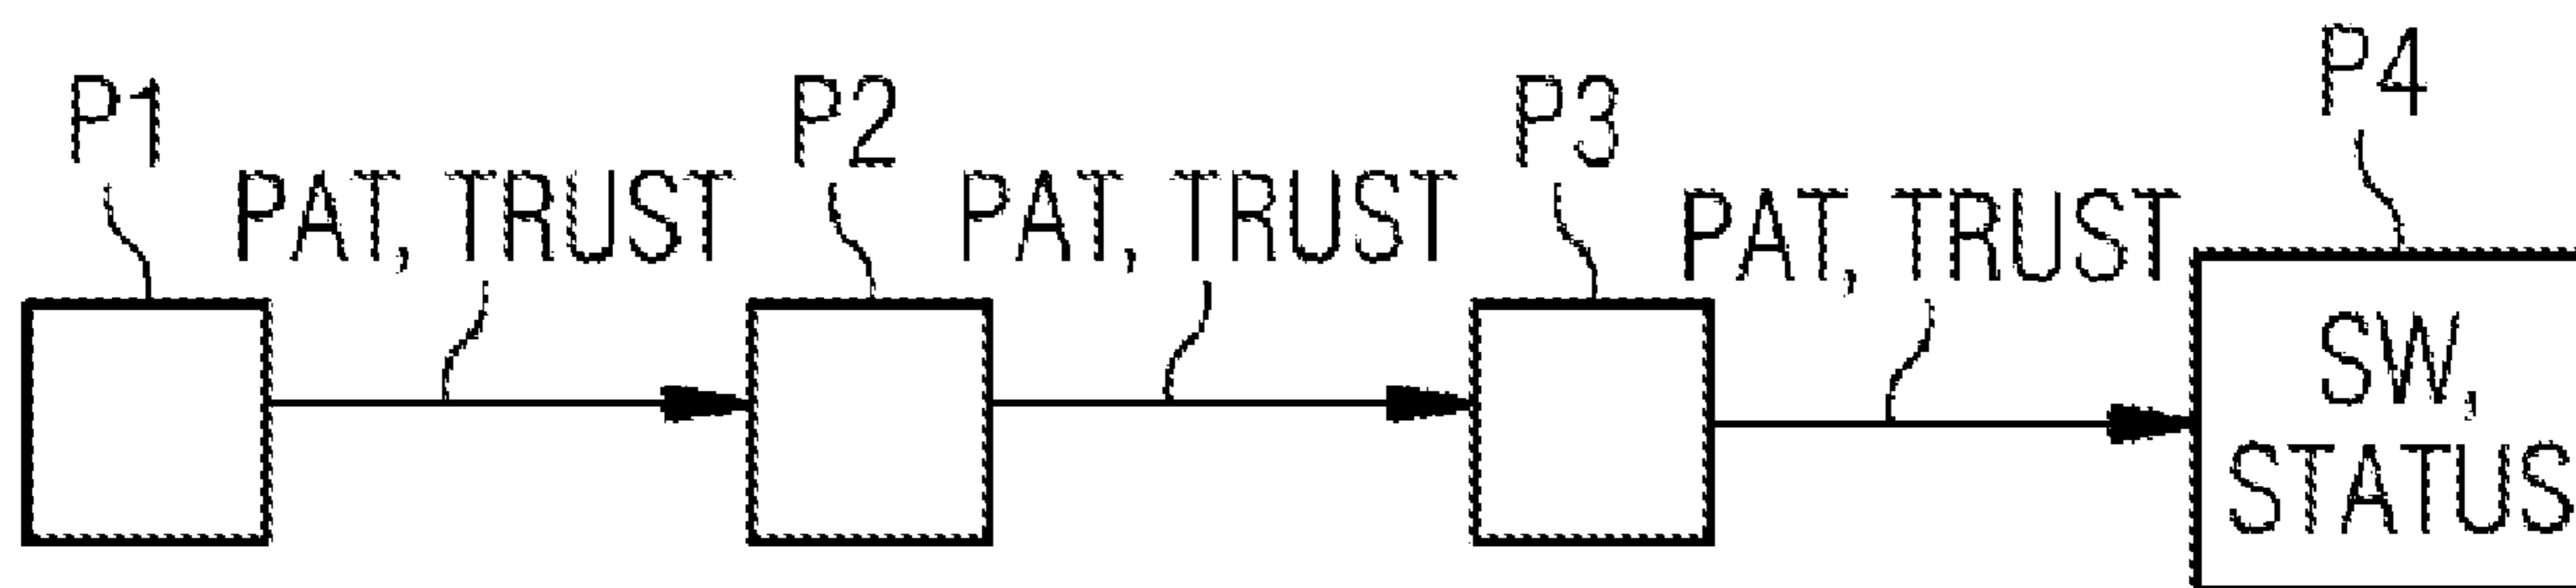 P1
PAT, TRUST
P2
PAT, TRUST
P3
PAT, TRUST
P4
SW,
STATUS